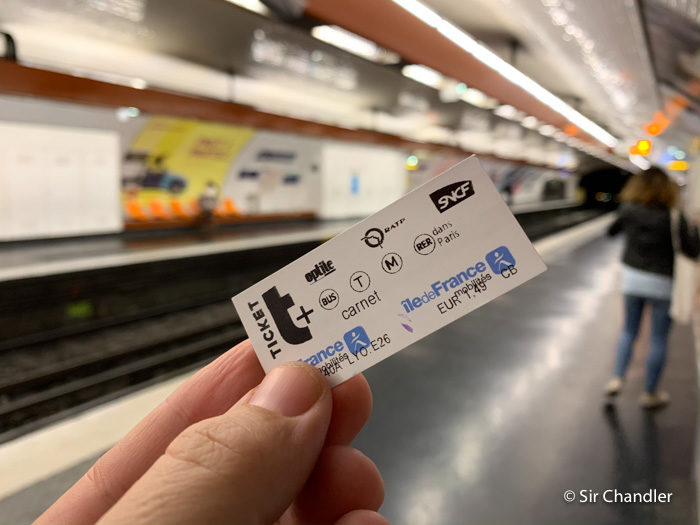 SNCF
RATP
optile
BUS T M RER dans Paris
TICKET t+
carnet
îledeFrance mobilités
EUR 1.49 CB
France mobilités
LYO.E26
© Sir Chandler